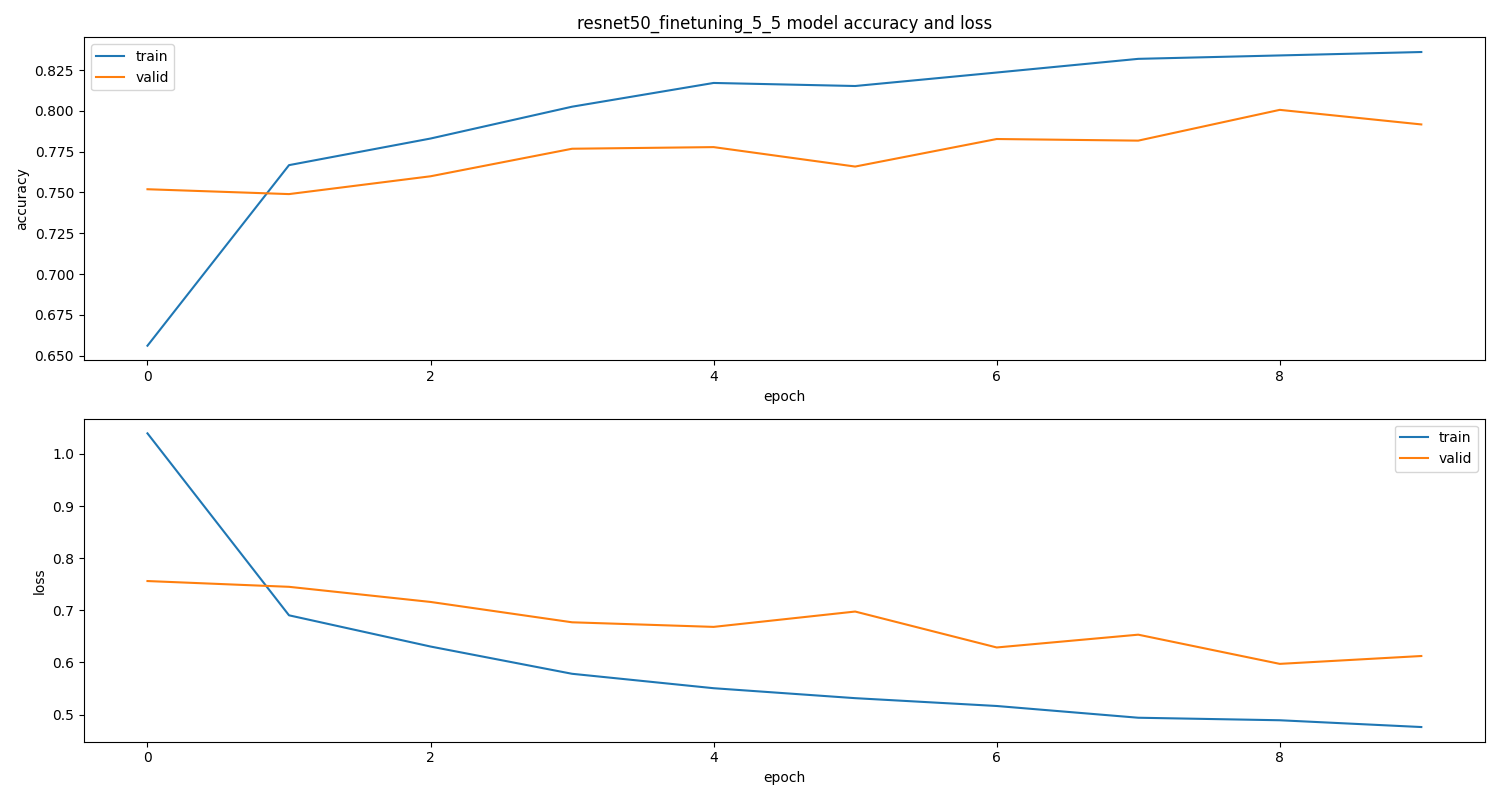 resnet50_finetuning_5_5 model accuracy and loss
train
valid
0.825
0.800
0.775
0.750
0.725
0.700
0.675
0.650
accuracy
0 2 4 6 8
epoch
train
valid
1.0
0.9
0.8
0.7
0.6
0.5
loss
0 2 4 6 8
epoch